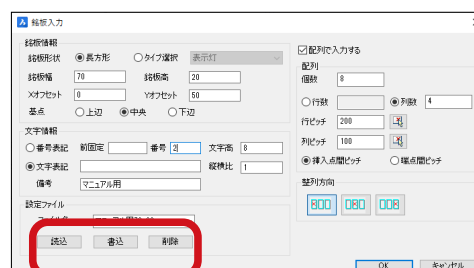 銘板入力
銘板情報
銘板形状 長方形 タイプ選択 表示灯
銘板幅 70 銘板高 20
Xオフセット 0 Yオフセット 50
基点 上辺 中央 下辺
文字情報
番号表記 前固定 番号 2 文字高 8
文字表記 縦横比 1
備考 マニュアル用
設定ファイル
読込 書込 削除
配列で入力する
配列
個数 8
行数 列数 4
行ピッチ 200
列ピッチ 100
挿入点間ピッチ 端点間ピッチ
整列方向
OK キャンセル